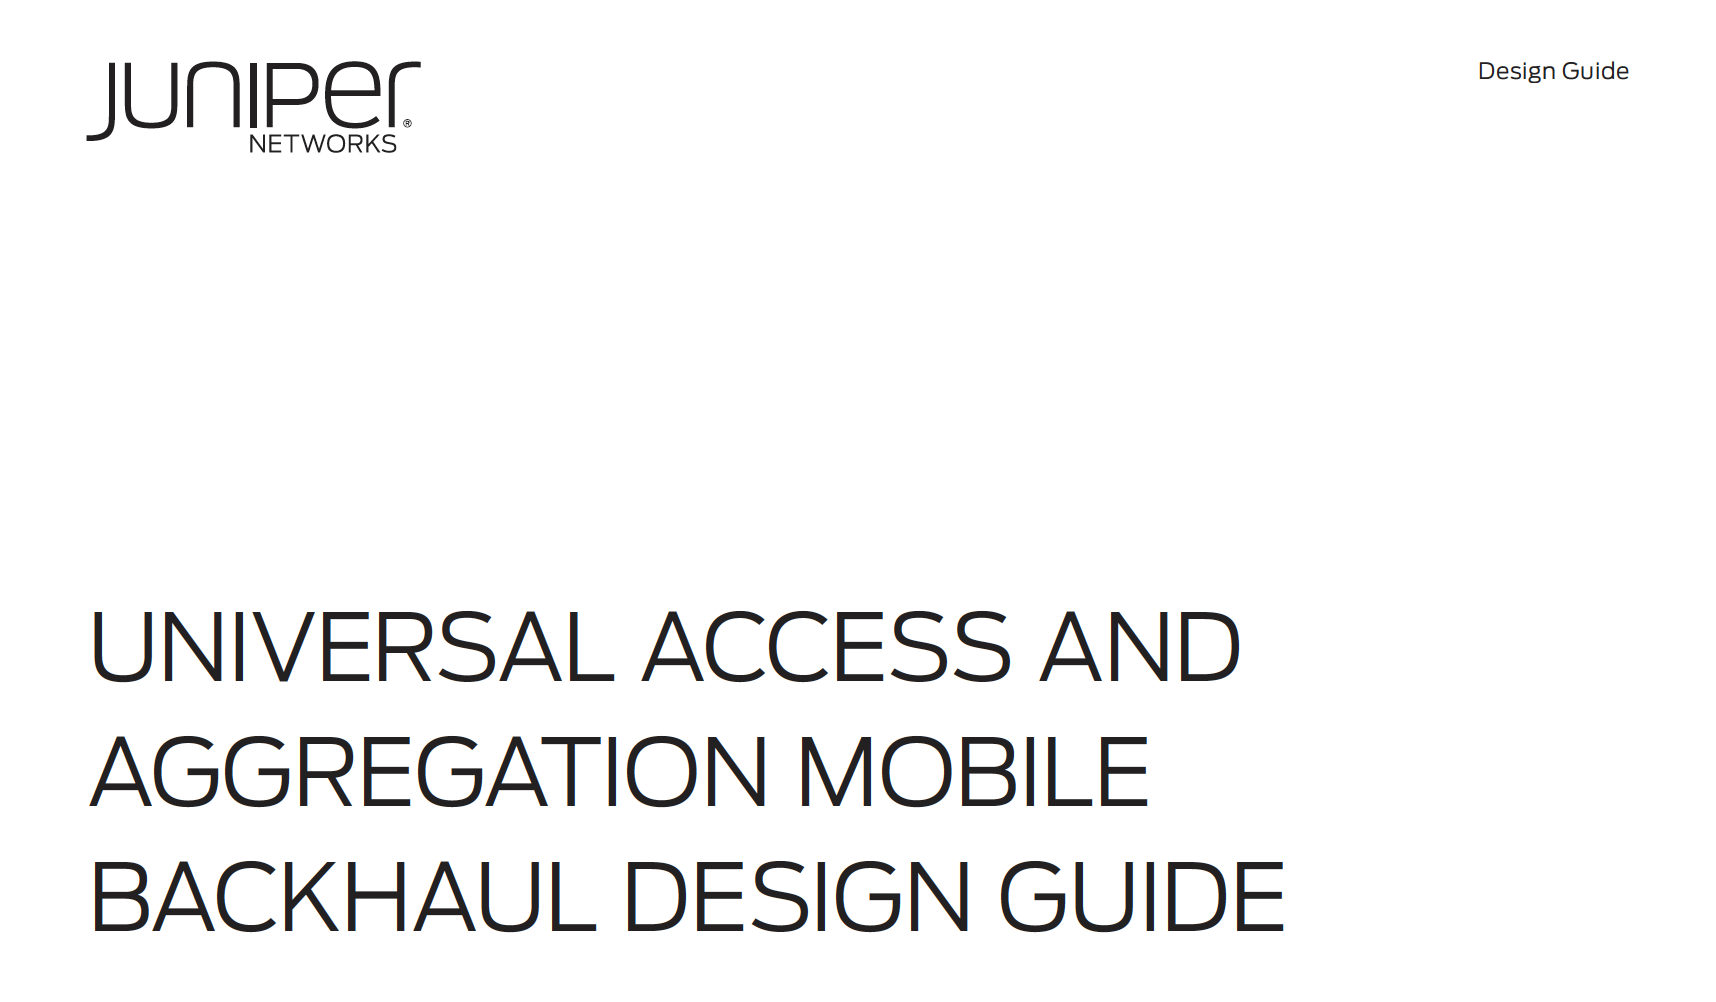 JUNIPer®
NETWORKS
Design Guide
UNIVERSAL ACCESS AND
AGGREGATION MOBILE
BACKHAUL DESIGN GUIDE